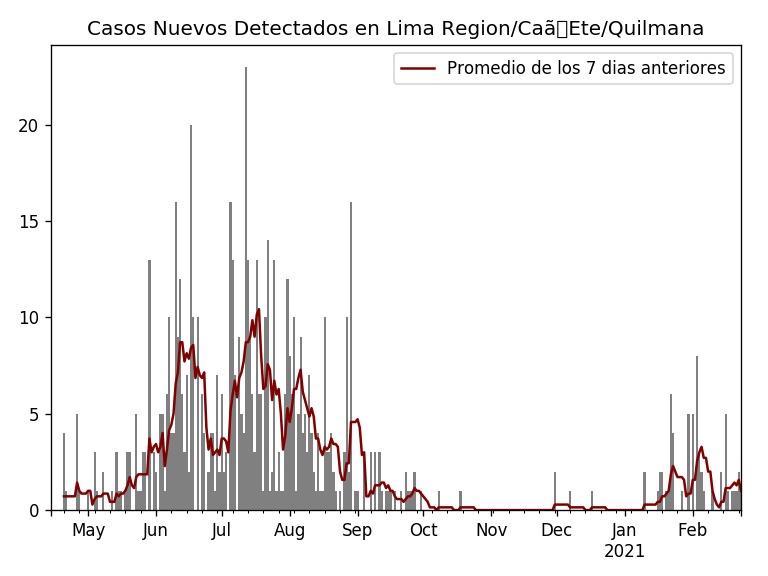 Casos Nuevos Detectados en Lima Region/Caã▯Ete/Quilmana
Promedio de los 7 dias anteriores
20
15
10
5
0
May Jun Jul Aug Sep Oct Nov Dec Jan Feb
2021